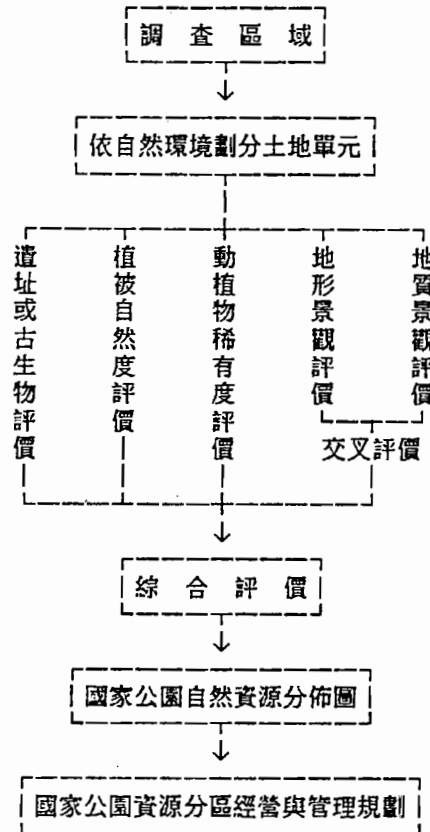 調查區域
依自然環境劃分土地單元
遺址或古生物評價
植被自然度評價
動植物稀有度評價
地形景觀評價
地質景觀評價
交叉評價
綜合評價
國家公園自然資源分佈圖
國家公園資源分區經營與管理規劃